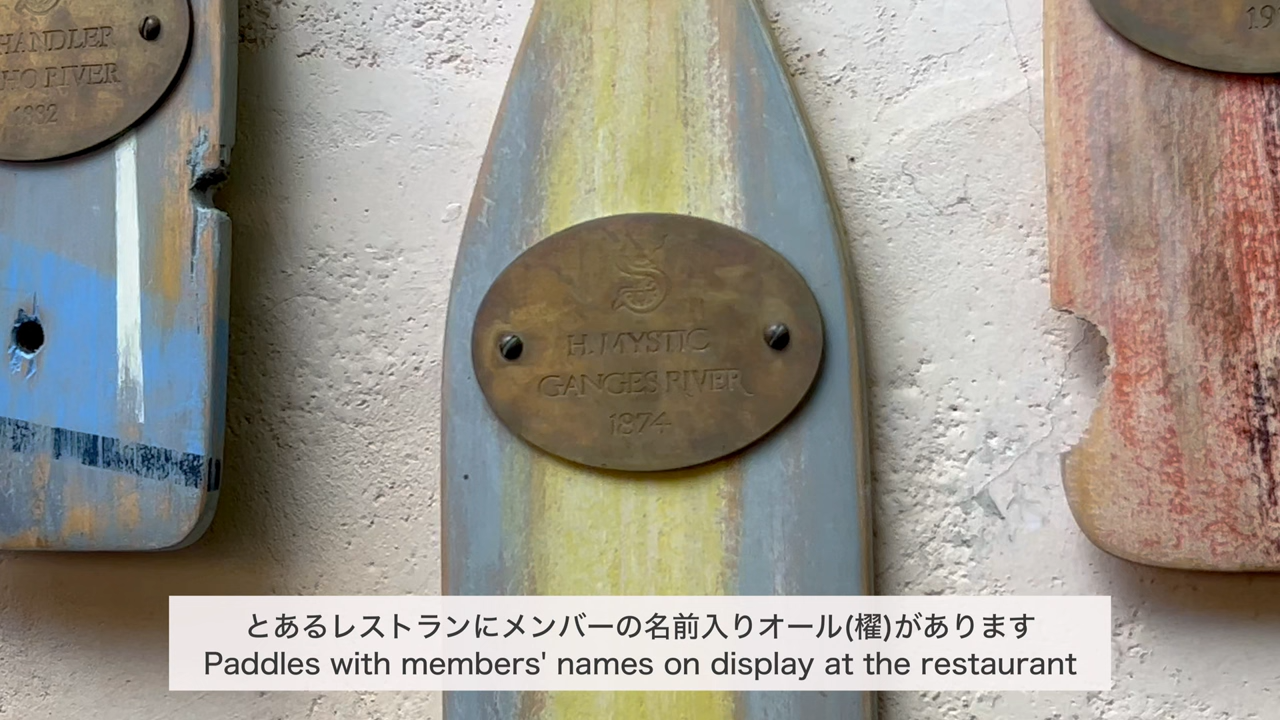 HANDLER
HO RIVER
1882
H. MYSTIC
GANGES RIVER
1874
19
とあるレストランにメンバーの名前入りオール(櫂)があります
Paddles with members' names on display at the restaurant